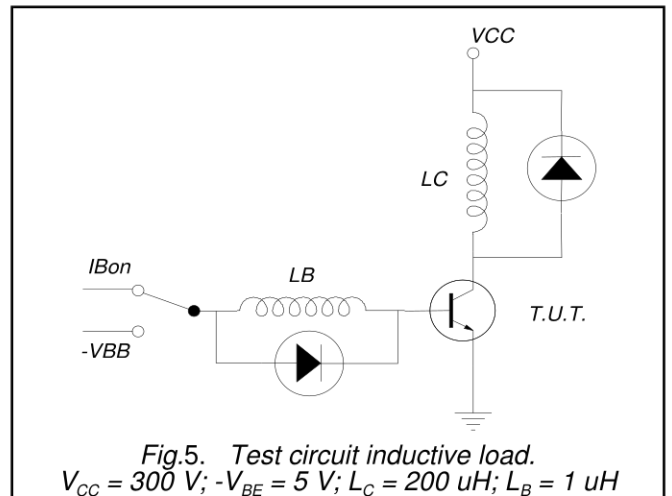 VCC
LC
IBon
LB
T.U.T.
-VBB
Fig.5. Test circuit inductive load.
VCC = 300 V; -VBE = 5 V; LC = 200 uH; LB = 1 uH